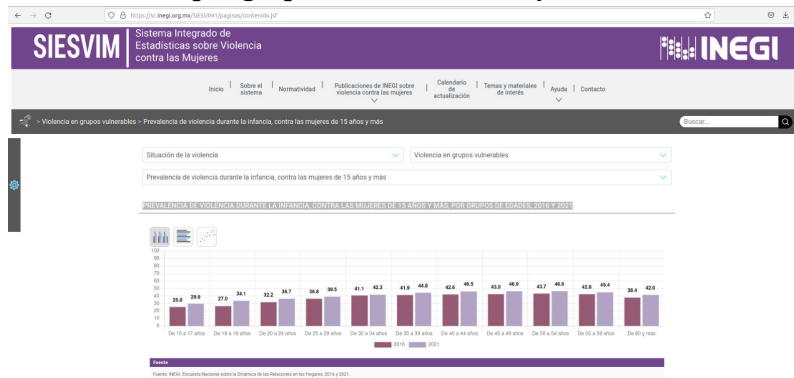 https://sc.inegi.org.mx/SIESVIM1/paginas/contenido.jsf
SIESVIM
Sistema Integrado de
Estadísticas sobre Violencia
contra las Mujeres
INEGI
Inicio
Sobre el
sistema
Normatividad
Publicaciones de INEGI sobre
violencia contra las mujeres
Calendario
de
actualización
Temas y materiales
de interés
Ayuda
Contacto
> Violencia en grupos vulnerables > Prevalencia de violencia durante la infancia, contra las mujeres de 15 años y más
Buscar...
Situación de la violencia
Violencia en grupos vulnerables
Prevalencia de violencia durante la infancia, contra las mujeres de 15 años y más
PREVALENCIA DE VIOLENCIA DURANTE LA INFANCIA, CONTRA LAS MUJERES DE 15 AÑOS Y MÁS, POR GRUPOS DE EDADES, 2016 Y 2021
100
90
80
70
60
50
40
30
20
10
0
25.8 29.9 27.0 34.1 32.2 36.7 36.8 39.5 41.1 42.3 41.9 44.8 42.6 46.5 43.0 46.9 43.7 46.8 42.8 45.4 38.4 42.0
De 15 a 17 años De 18 a 19 años De 20 a 24 años De 25 a 29 años De 30 a 34 años De 35 a 39 años De 40 a 44 años De 45 a 49 años De 50 a 54 años De 55 a 59 años De 60 y más
2016 2021
Fuente
Fuente: INEGI. Encuesta Nacional sobre la Dinámica de las Relaciones en los Hogares, 2016 y 2021.